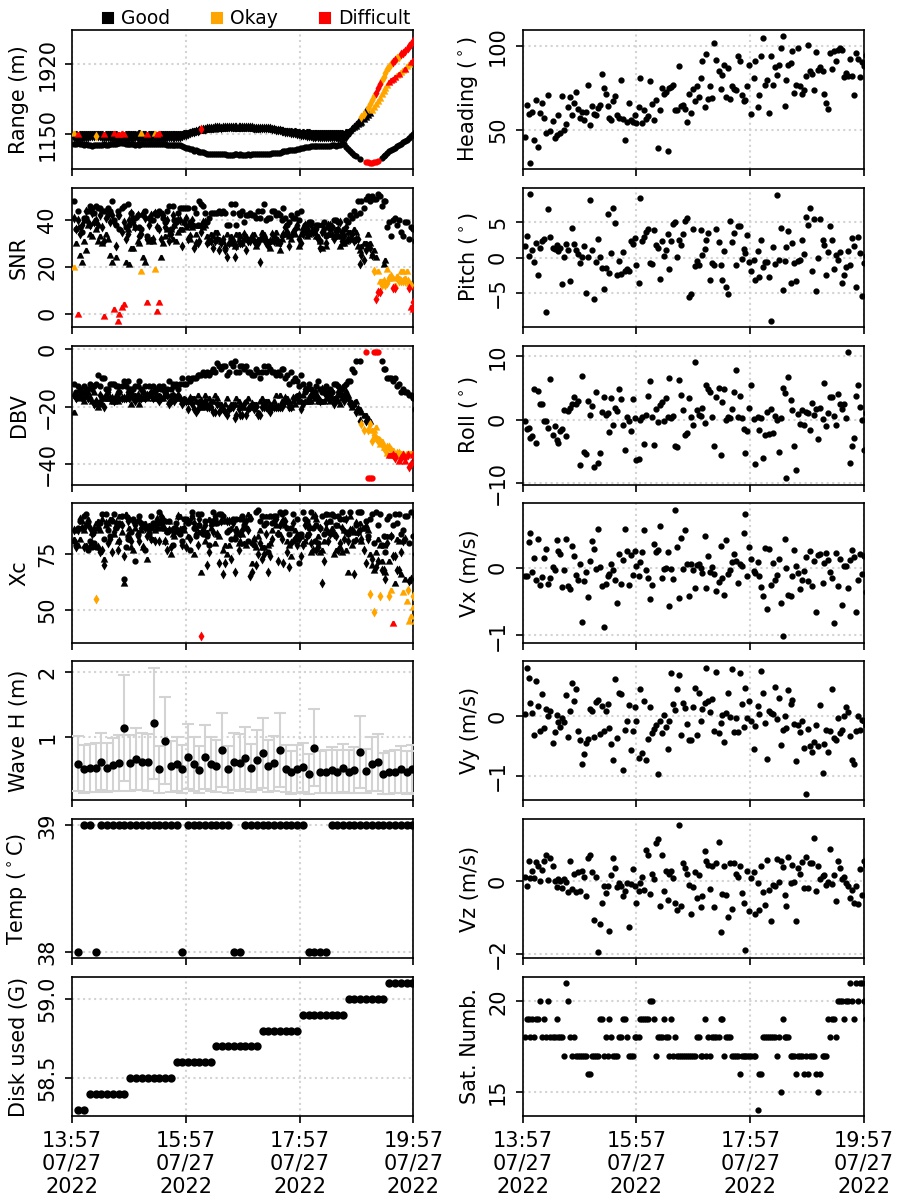 Good Okay Difficult
Range (m)
1920
1150
Heading (°)
100
50
SNR
40
20
0
Pitch (°)
5
0
−5
DBV
0
−20
−40
Roll (°)
10
0
−10
Xc
75
50
Vx (m/s)
0
−1
Wave H (m)
2
1
Vy (m/s)
0
−1
Temp (°C)
39
38
Vz (m/s)
0
−2
Disk used (G)
59.0
58.5
Sat. Numb.
20
15
13:57 15:57 17:57 19:57 13:57 15:57 17:57 19:57
07/27 07/27 07/27 07/27 07/27 07/27 07/27 07/27
2022 2022 2022 2022 2022 2022 2022 2022